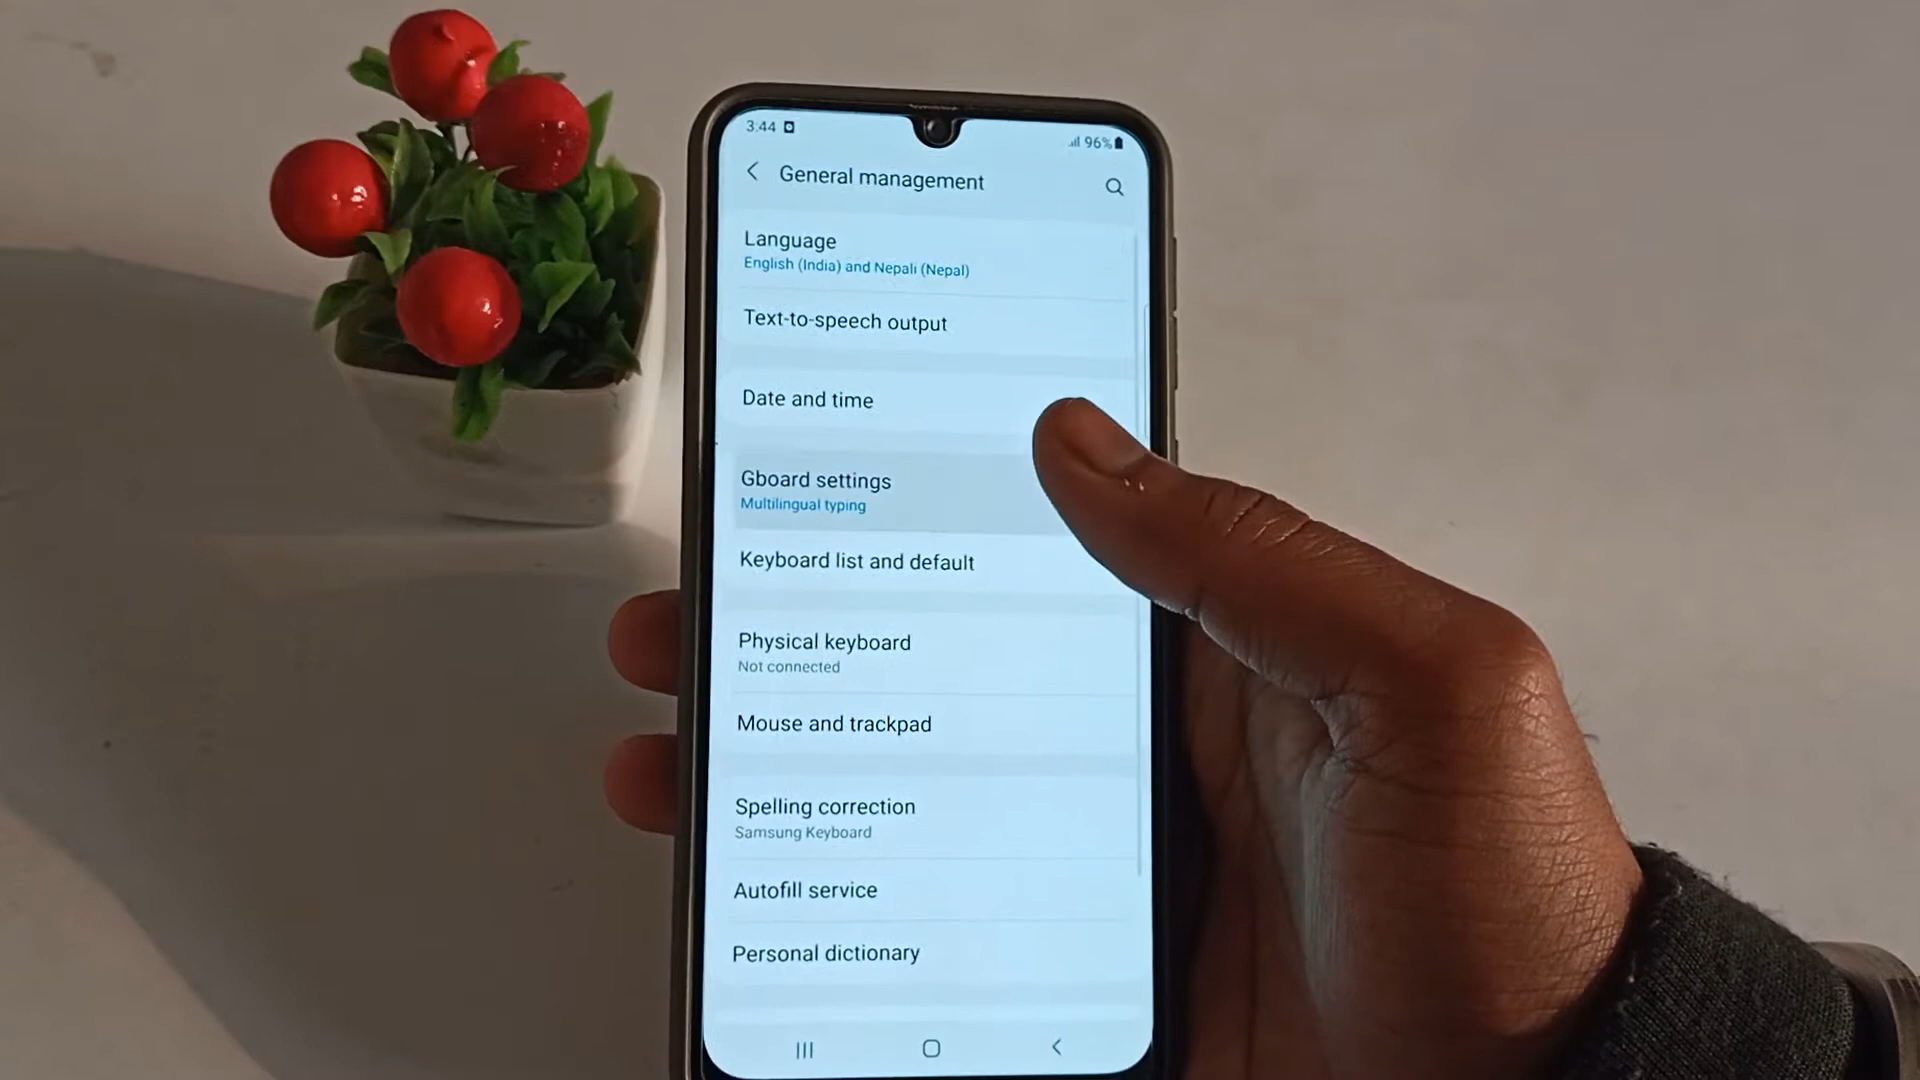 3:44
96%
General management
Language
English (India) and Nepali (Nepal)
Text-to-speech output
Date and time
Gboard settings
Multilingual typing
Keyboard list and default
Physical keyboard
Not connected
Mouse and trackpad
Spelling correction
Samsung Keyboard
Autofill service
Personal dictionary